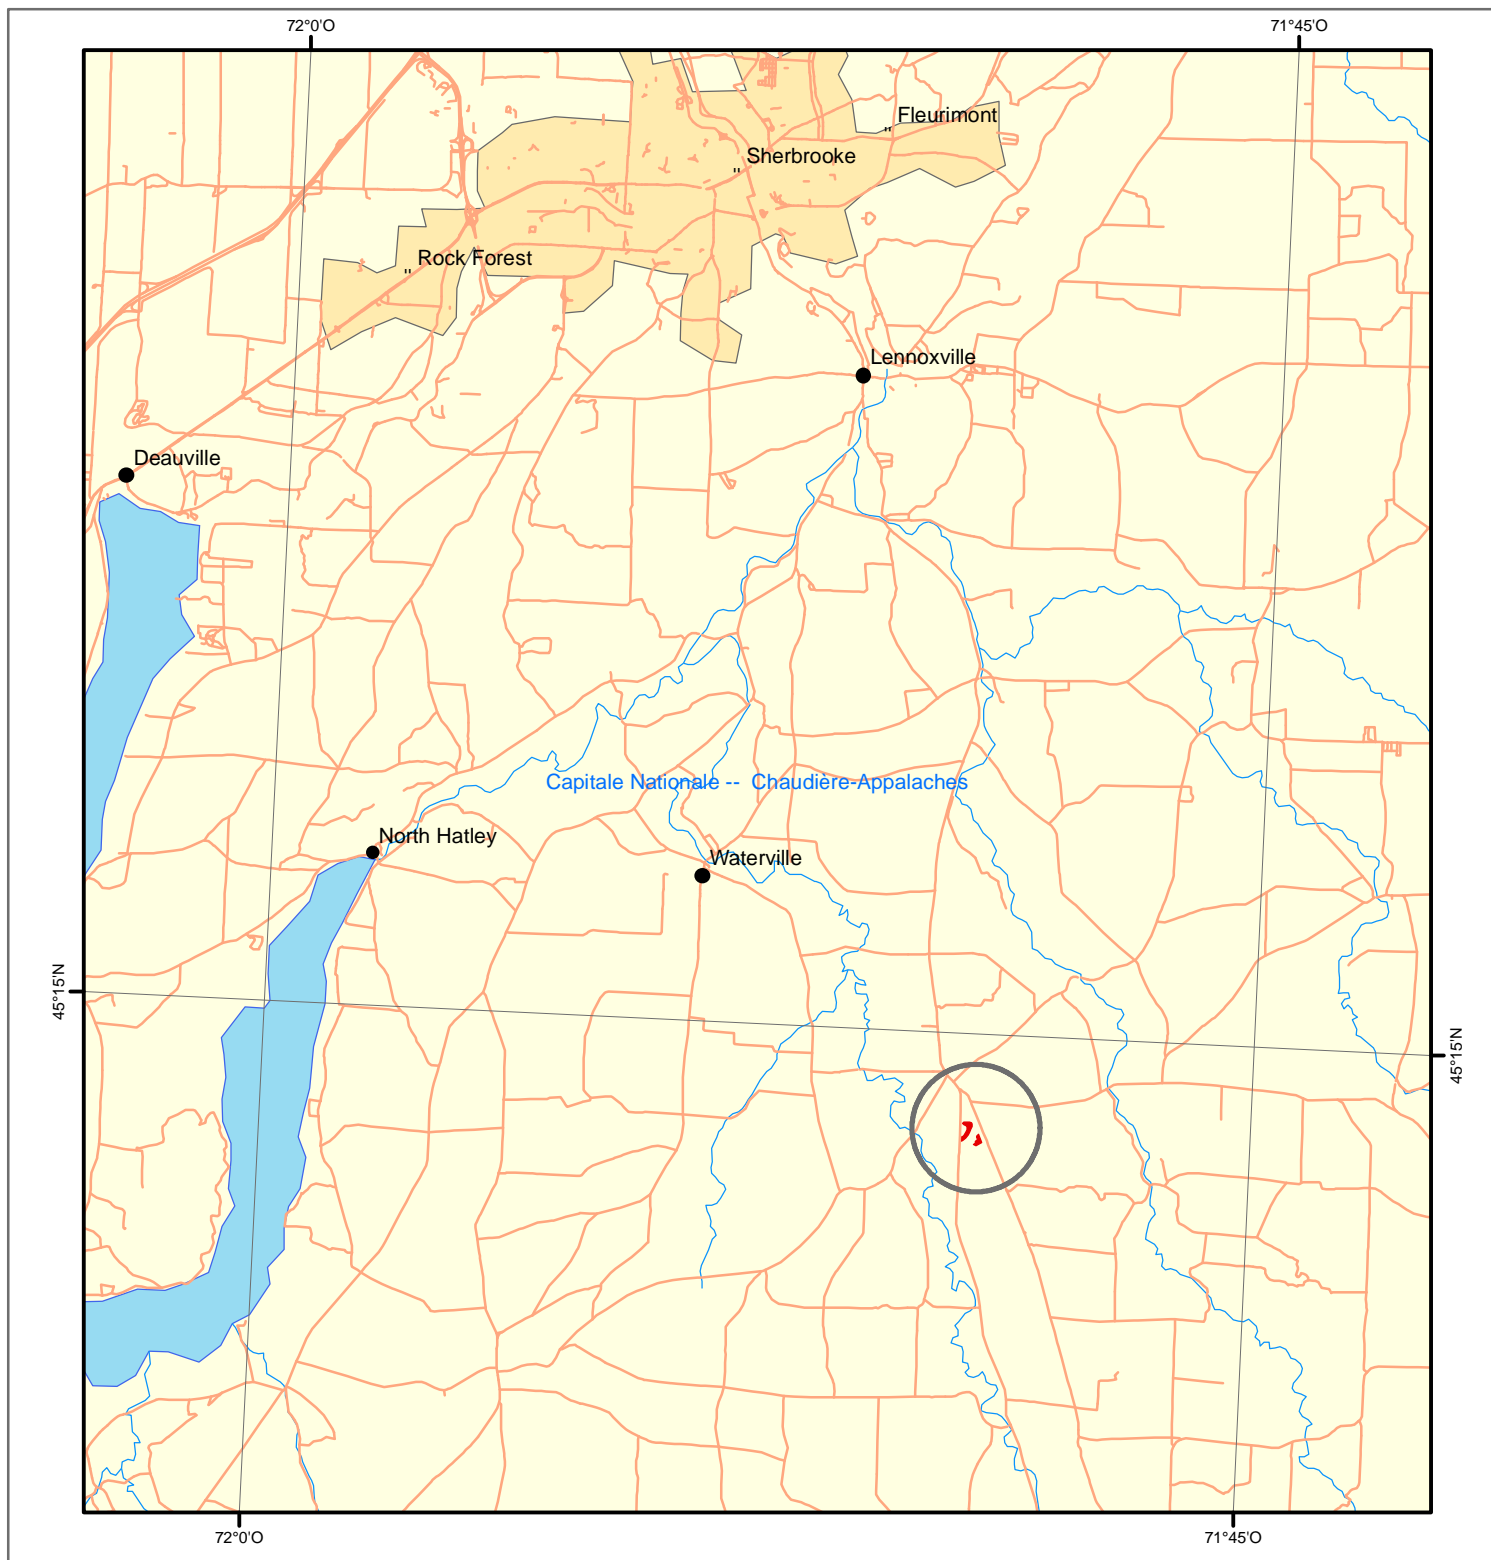 72°0'O
71°45'O
Fleurimont
Sherbrooke
Rock Forest
Lennoxville
Deauville
Capitale Nationale -- Chaudière-Appalaches
North Hatley
Waterville
45°15'N
45°15'N
72°0'O
71°45'O